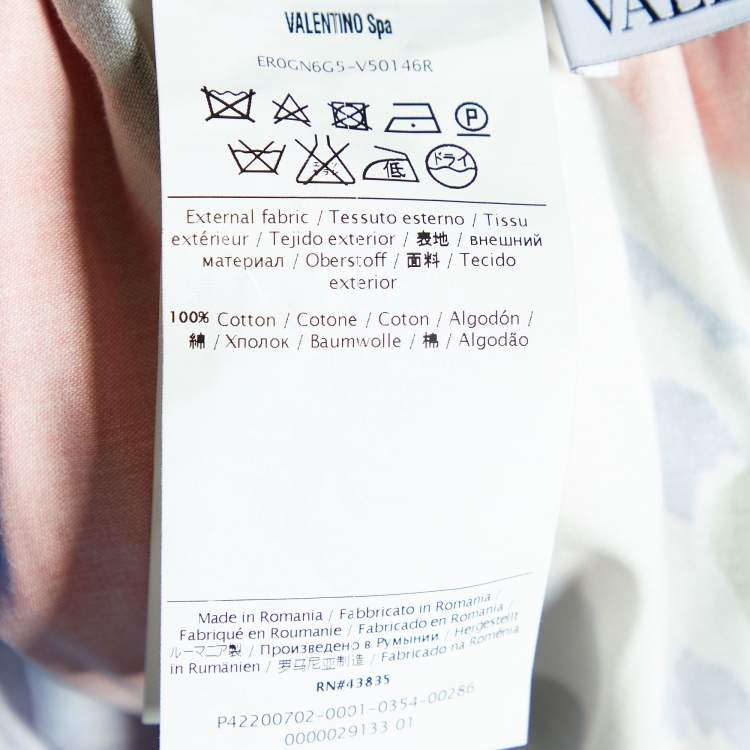 VALENTINO Spa
VAL
ER0GN6G5-V50146R
P
低
ドライ
External fabric / Tessuto esterno / Tissu
extérieur / Tejido exterior / 表地 / внешний
материал / Oberstoff / 面料 / Tecido
exterior
100% Cotton / Cotone / Coton / Algodón /
綿 / Хполок / Baumwolle / 棉 / Algodão
Made in Romania / Fabbricato in Romania /
Fabriqué en Roumanie / Fabricado en Romania /
ルーマニア製 / Произведено в Румынии / Hergestellt
in Rumänien / 罗马尼亚制造 / Fabricado na Roménia
RN#43835
P42200702-0001-0354-00286
0000029133 01